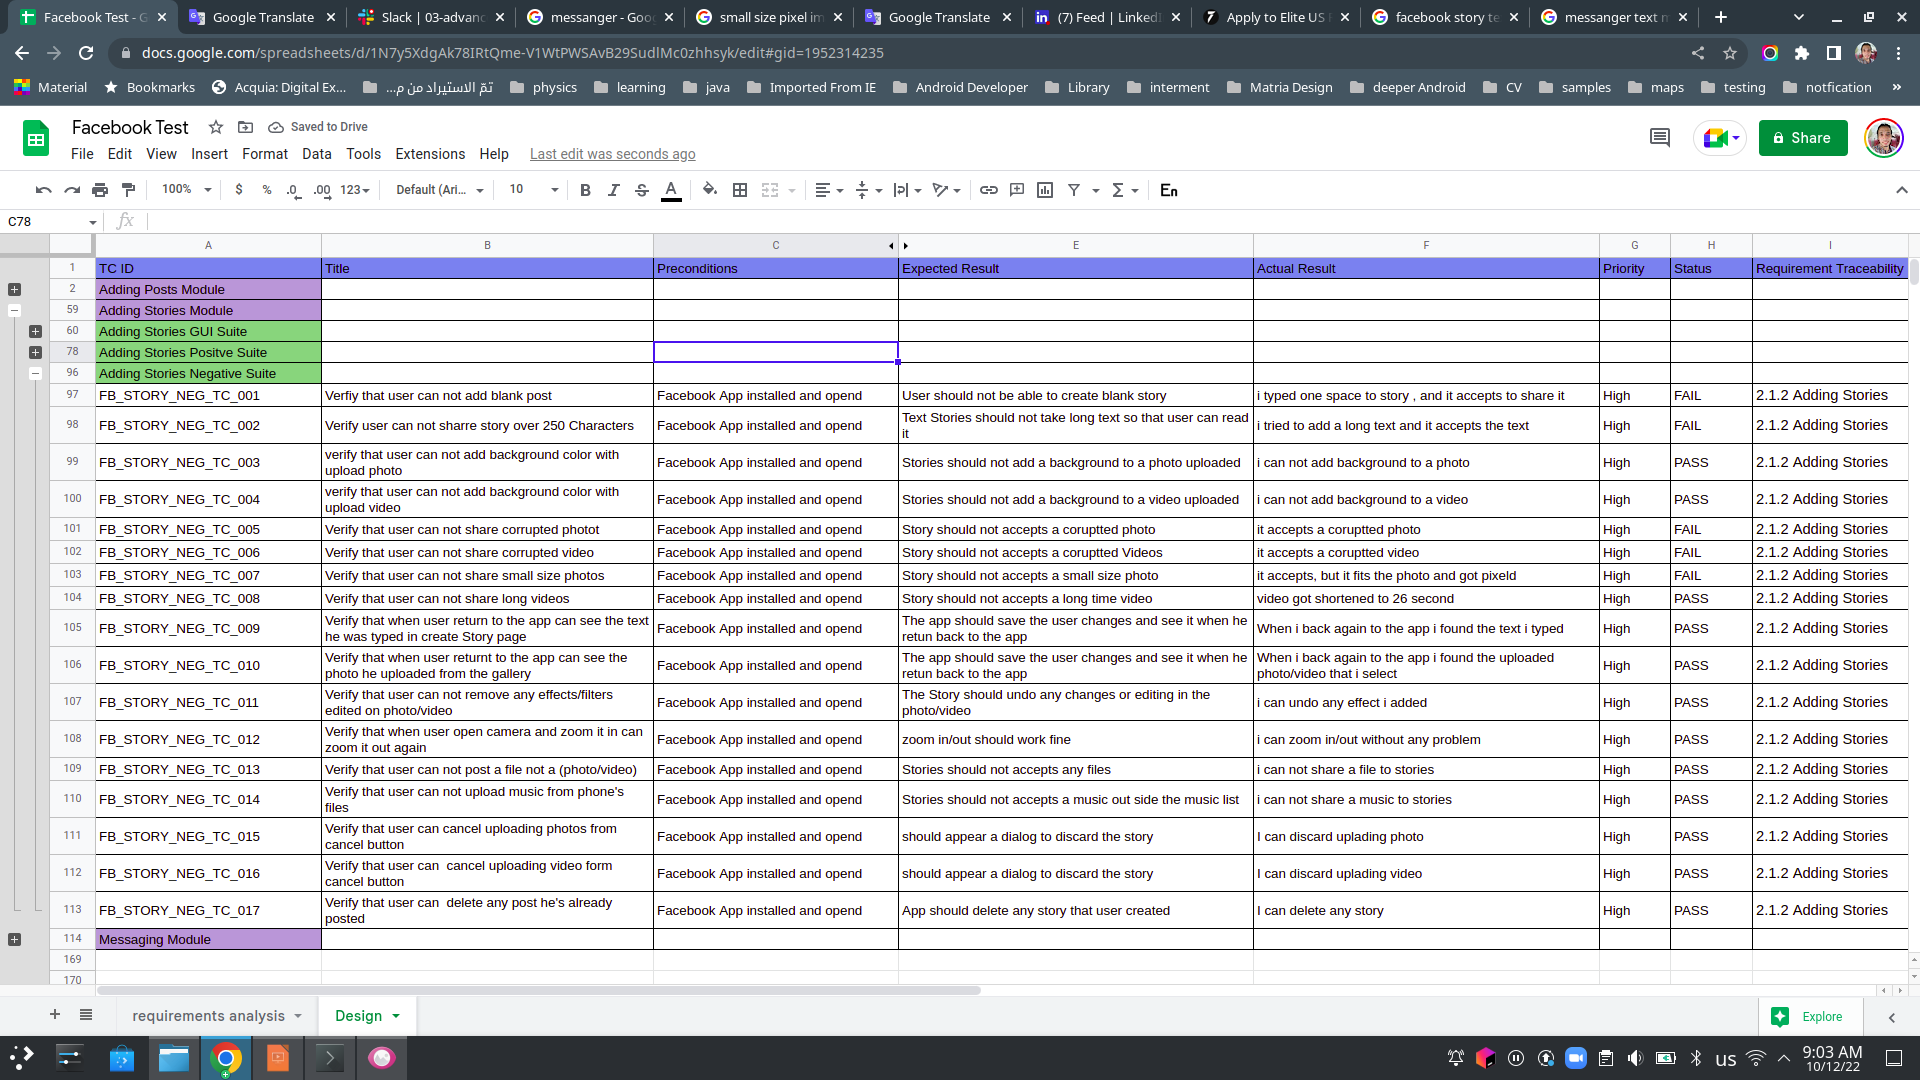 Facebook Test - G
Google Translate
Slack | 03-advanc
messanger - Goog
small size pixel im
Google Translate
(7) Feed | LinkedI
Apply to Elite US
facebook story te
messanger text m
docs.google.com/spreadsheets/d/1N7y5XdgAk78IRtQme-V1WtPWSAvB29SudlMc0zhhsyk/edit#gid=1952314235
Material
Bookmarks
Acquia: Digital Ex...
تمّ الاستيراد من م...
physics
learning
java
Imported From IE
Android Developer
Library
interment
Matria Design
deeper Android
CV
samples
maps
testing
notfication
»
Facebook Test
Saved to Drive
File Edit View Insert Format Data Tools Extensions Help Last edit was seconds ago
Share
100% $ % .0 .00 123 Default (Ari... 10 B I S A Σ En
C78 fx
A B C E F G H I
1 TC ID Title Preconditions Expected Result Actual Result Priority Status Requirement Traceability
2 Adding Posts Module
59 Adding Stories Module
60 Adding Stories GUI Suite
78 Adding Stories Positve Suite
96 Adding Stories Negative Suite
97 FB_STORY_NEG_TC_001 Verfiy that user can not add blank post Facebook App installed and opend User should not be able to create blank story i typed one space to story , and it accepts to share it High FAIL 2.1.2 Adding Stories
98 FB_STORY_NEG_TC_002 Verify user can not sharre story over 250 Characters Facebook App installed and opend Text Stories should not take long text so that user can read
it
i tried to add a long text and it accepts the text High FAIL 2.1.2 Adding Stories
99 FB_STORY_NEG_TC_003 verify that user can not add background color with
upload photo
Facebook App installed and opend Stories should not add a background to a photo uploaded i can not add background to a photo High PASS 2.1.2 Adding Stories
100 FB_STORY_NEG_TC_004 verify that user can not add background color with
upload video
Facebook App installed and opend Stories should not add a background to a video uploaded i can not add background to a video High PASS 2.1.2 Adding Stories
101 FB_STORY_NEG_TC_005 Verify that user can not share corrupted photot Facebook App installed and opend Story should not accepts a coruptted photo it accepts a coruptted photo High FAIL 2.1.2 Adding Stories
102 FB_STORY_NEG_TC_006 Verify that user can not share corrupted video Facebook App installed and opend Story should not accepts a coruptted Videos it accepts a coruptted video High FAIL 2.1.2 Adding Stories
103 FB_STORY_NEG_TC_007 Verify that user can not share small size photos Facebook App installed and opend Story should not accepts a small size photo it accepts, but it fits the photo and got pixeld High FAIL 2.1.2 Adding Stories
104 FB_STORY_NEG_TC_008 Verify that user can not share long videos Facebook App installed and opend Story should not accepts a long time video video got shortened to 26 second High PASS 2.1.2 Adding Stories
105 FB_STORY_NEG_TC_009 Verify that when user return to the app can see the text
he was typed in create Story page
Facebook App installed and opend The app should save the user changes and see it when he
retun back to the app
When i back again to the app i found the text i typed High PASS 2.1.2 Adding Stories
106 FB_STORY_NEG_TC_010 Verify that when user returnt to the app can see the
photo he uploaded from the gallery
Facebook App installed and opend The app should save the user changes and see it when he
retun back to the app
When i back again to the app i found the uploaded
photo/video that i select
High PASS 2.1.2 Adding Stories
107 FB_STORY_NEG_TC_011 Verify that user can not remove any effects/filters
edited on photo/video
Facebook App installed and opend The Story should undo any changes or editing in the
photo/video
i can undo any effect i added High PASS 2.1.2 Adding Stories
108 FB_STORY_NEG_TC_012 Verify that when user open camera and zoom it in can
zoom it out again
Facebook App installed and opend zoom in/out should work fine i can zoom in/out without any problem High PASS 2.1.2 Adding Stories
109 FB_STORY_NEG_TC_013 Verify that user can not post a file not a (photo/video) Facebook App installed and opend Stories should not accepts any files i can not share a file to stories High PASS 2.1.2 Adding Stories
110 FB_STORY_NEG_TC_014 Verify that user can not upload music from phone's
files
Facebook App installed and opend Stories should not accepts a music out side the music list i can not share a music to stories High PASS 2.1.2 Adding Stories
111 FB_STORY_NEG_TC_015 Verify that user can cancel uploading photos from
cancel button
Facebook App installed and opend should appear a dialog to discard the story I can discard uplading photo High PASS 2.1.2 Adding Stories
112 FB_STORY_NEG_TC_016 Verify that user can cancel uploading video form
cancel button
Facebook App installed and opend should appear a dialog to discard the story I can discard uplading video High PASS 2.1.2 Adding Stories
113 FB_STORY_NEG_TC_017 Verify that user can delete any post he's already
posted
Facebook App installed and opend App should delete any story that user created I can delete any story High PASS 2.1.2 Adding Stories
114 Messaging Module
169
170
requirements analysis Design Explore
us 9:03 AM
10/12/22